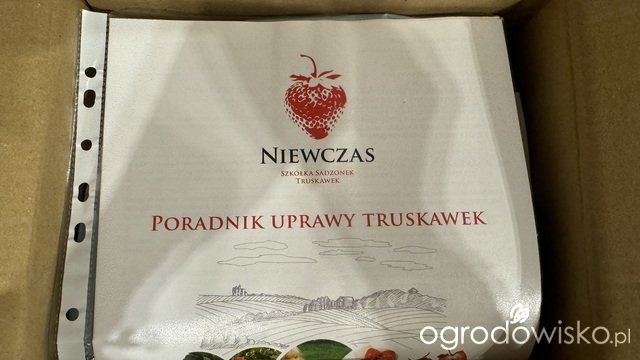 NIEWCZAS
SZKÓŁKA SADZONEK
TRUSKAWEK
PORADNIK UPRAWY TRUSKAWEK
ogrodowisko.pl